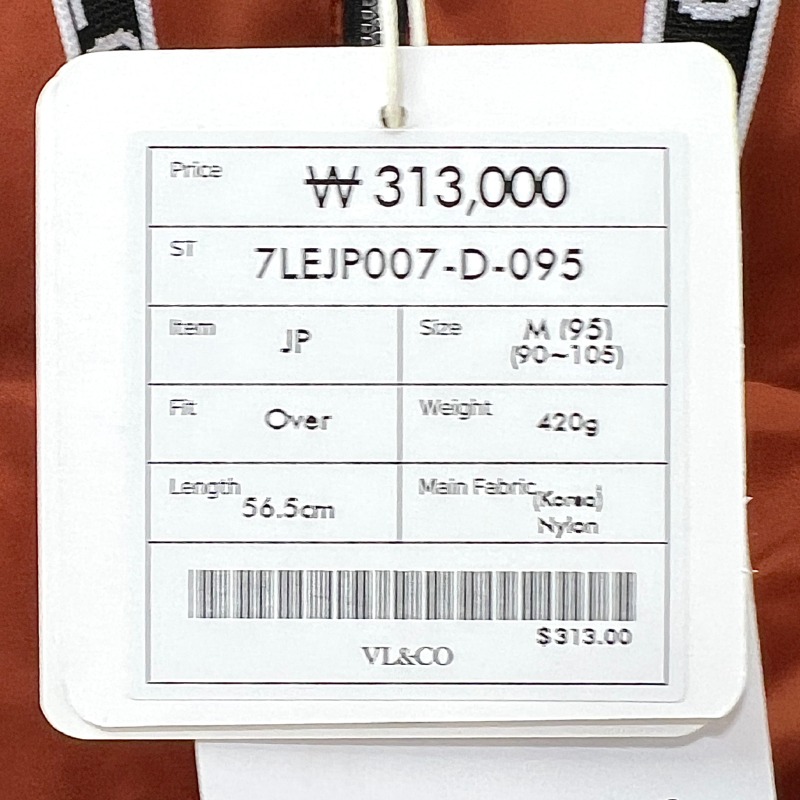 Price
₩ 313,000
ST
7LEJP007-D-095
Item
JP
Size
M (95)
(90~105)
Fit
Over
Weight
420g
Length
56.5cm
Main Fabric
(Korea)
Nylon
$313.00
VL&CO